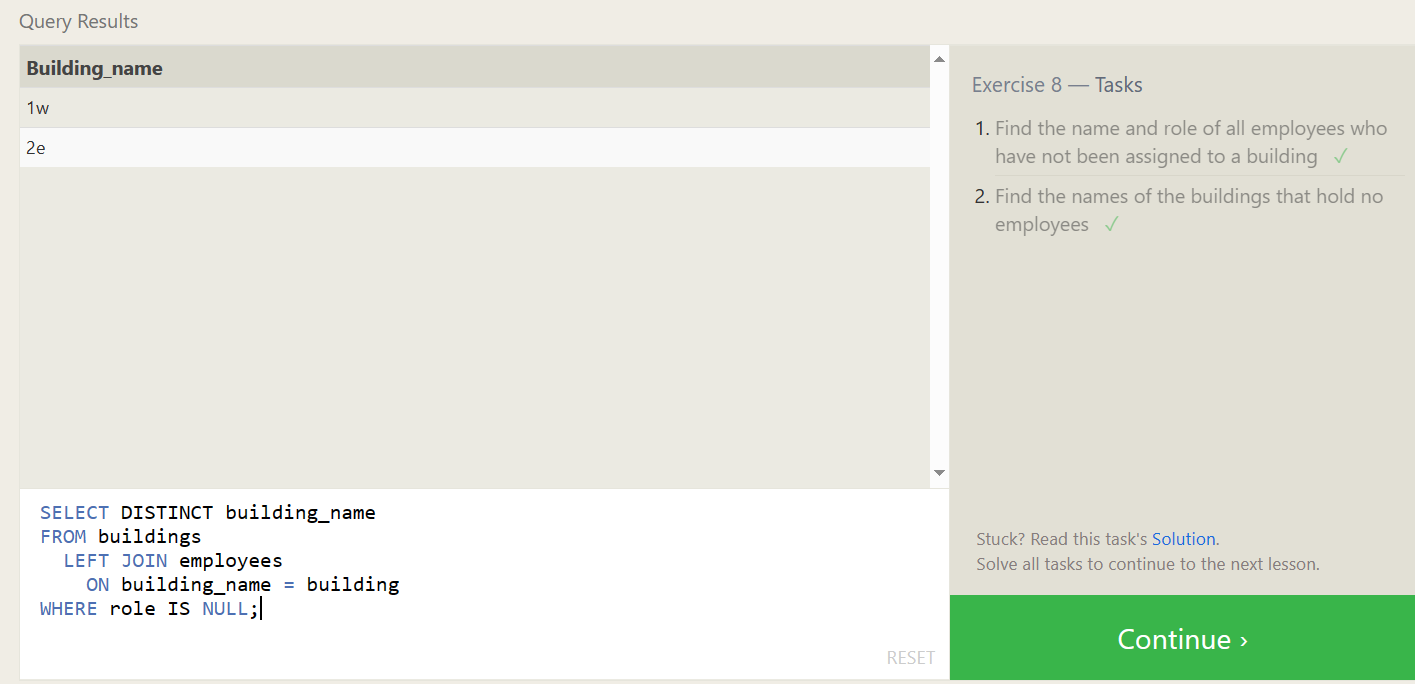 Query Results
Building_name
1w
2e
SELECT DISTINCT building_name
FROM buildings
LEFT JOIN employees
ON building_name = building
WHERE role IS NULL;
RESET
Exercise 8 — Tasks
1. Find the name and role of all employees who
have not been assigned to a building ✓
2. Find the names of the buildings that hold no
employees ✓
Stuck? Read this task's Solution.
Solve all tasks to continue to the next lesson.
Continue ›